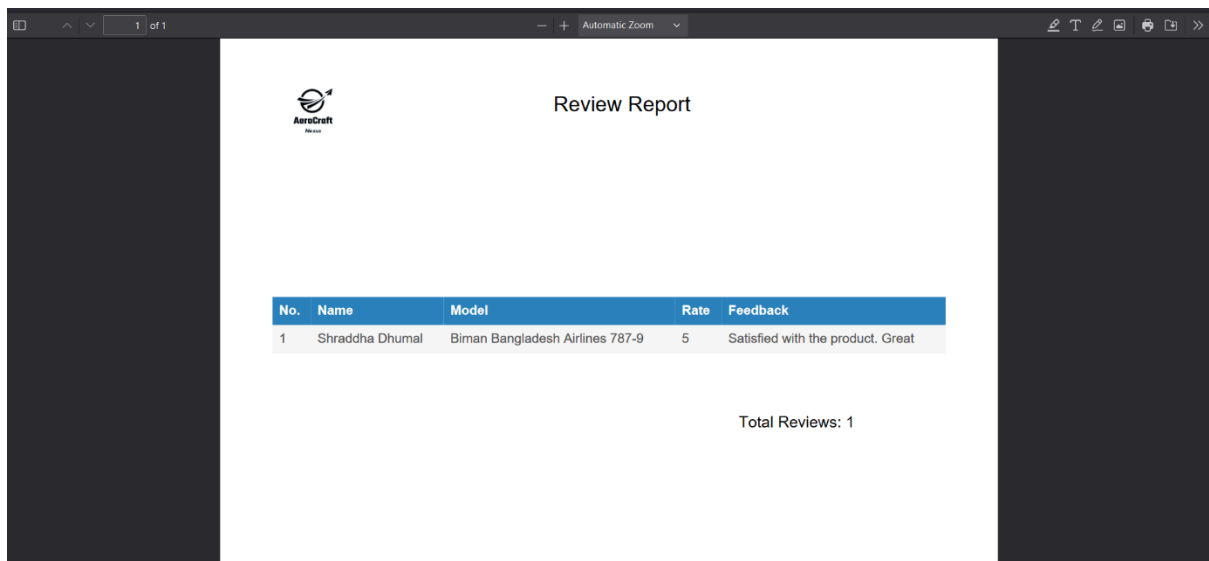 1 of 1
Automatic Zoom
AeroCraft
Nexus
Review Report
No. Name Model Rate Feedback
1 Shraddha Dhumal Biman Bangladesh Airlines 787-9 5 Satisfied with the product. Great
Total Reviews: 1